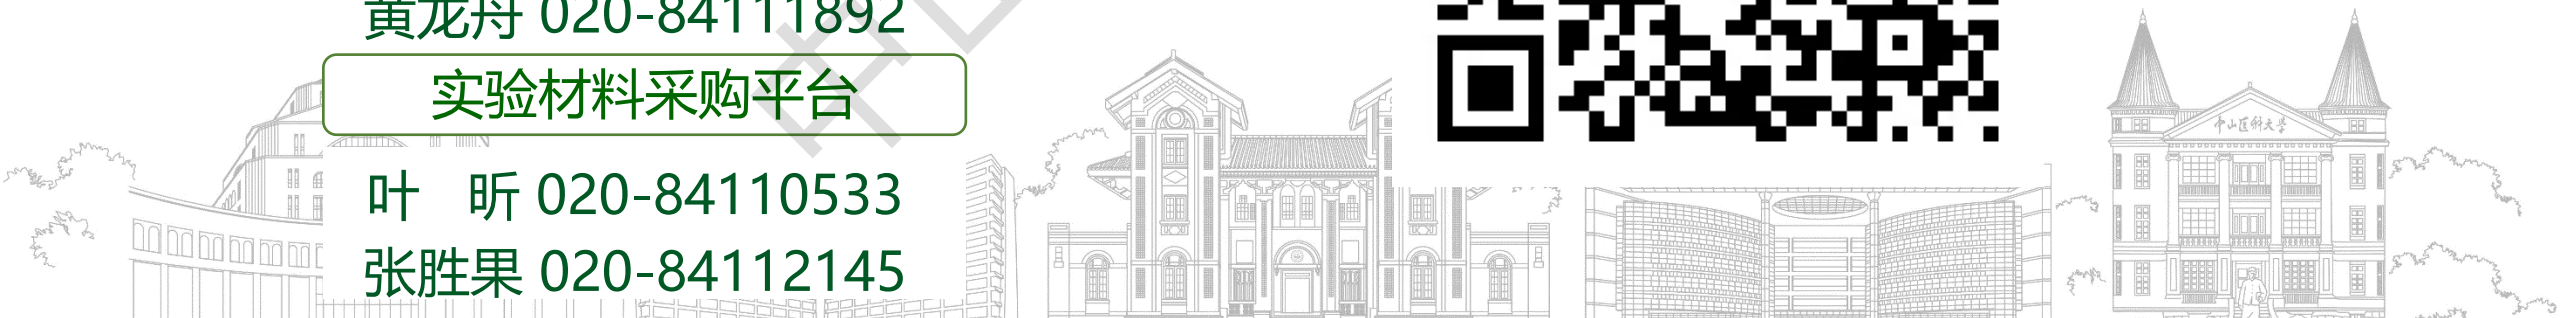 黄龙舟 020-84111892
实验材料采购平台
叶 昕 020-84110533
张胜果 020-84112145
中山医科大学